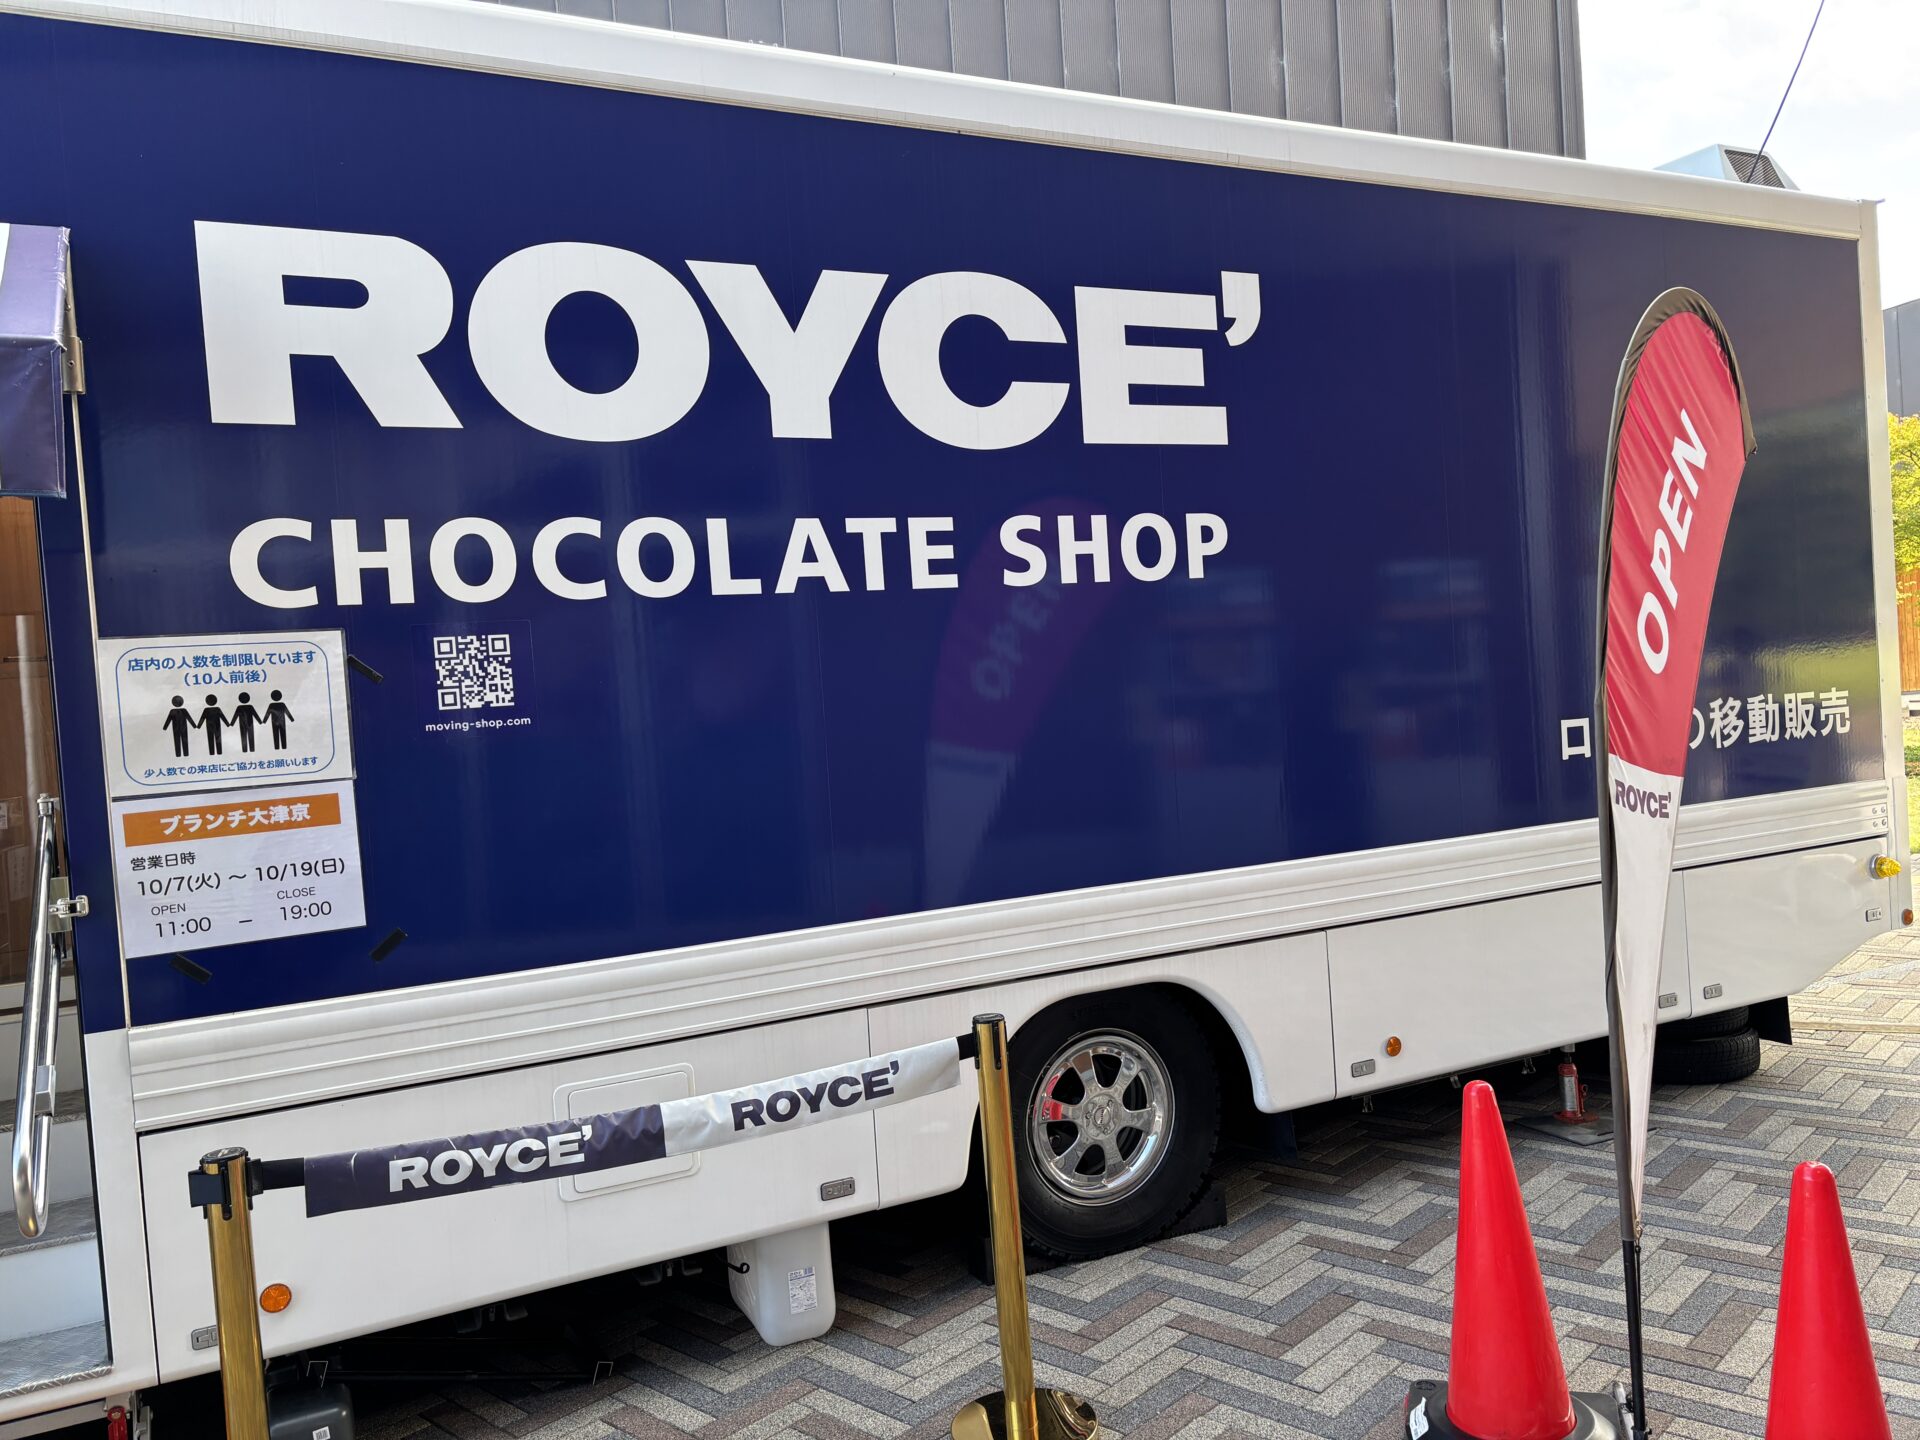 ROYCE'
CHOCOLATE SHOP
店内の人数を制限しています
(10人前後)
少人数での来店にご協力をお願いします
moving-shop.com
ブランチ大津京
営業日時
10/7(火) ～ 10/19(日)
OPEN CLOSE
11:00 － 19:00
移動販売
OPEN
ROYCE'
ROYCE' ROYCE'